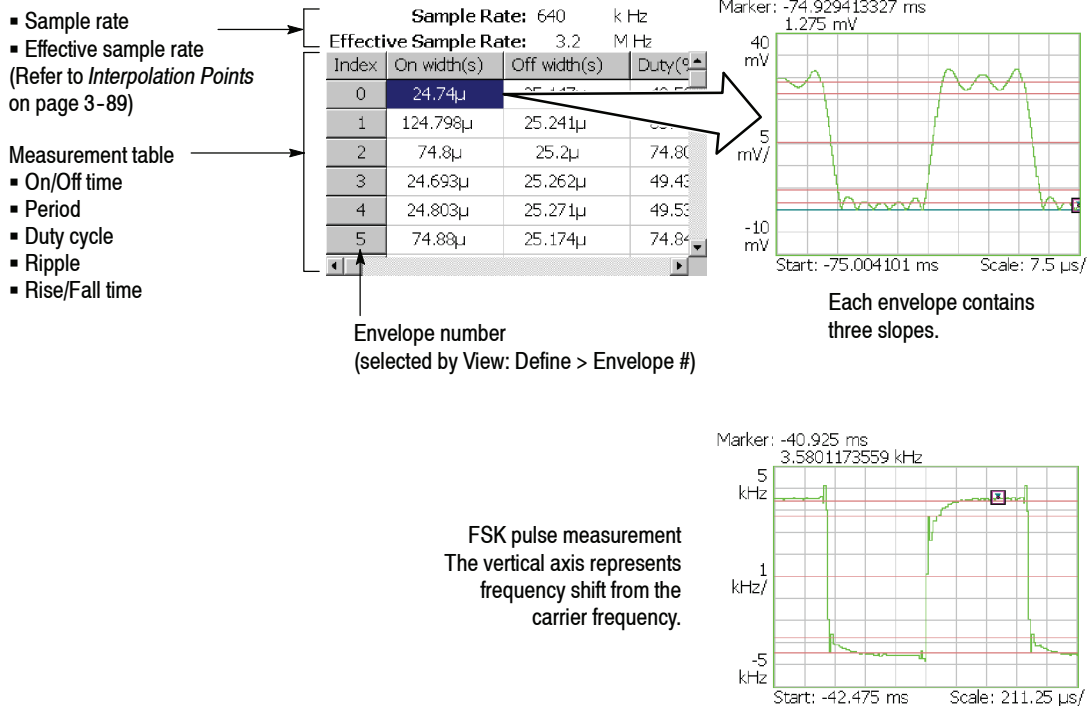 ▪ Sample rate
▪ Effective sample rate
(Refer to Interpolation Points
on page 3-89)
Measurement table
▪ On/Off time
▪ Period
▪ Duty cycle
▪ Ripple
▪ Rise/Fall time
Sample Rate: 640 k Hz
Effective Sample Rate: 3.2 M Hz
Index On width(s) Off width(s) Duty(%
0 24.74µ
1 124.798µ 25.241µ
2 74.8µ 25.2µ 74.80
3 24.693µ 25.262µ 49.43
4 24.803µ 25.271µ 49.53
5 74.88µ 25.174µ 74.84
Envelope number
(selected by View: Define > Envelope #)
Marker: -74.929413327 ms
1.275 mV
40
mV
5
mV/
-10
mV
Start: -75.004101 ms Scale: 7.5 µs/
Each envelope contains
three slopes.
FSK pulse measurement
The vertical axis represents
frequency shift from the
carrier frequency.
Marker: -40.925 ms
3.5801173559 kHz
5
kHz
1
kHz/
-5
kHz
Start: -42.475 ms Scale: 211.25 µs/